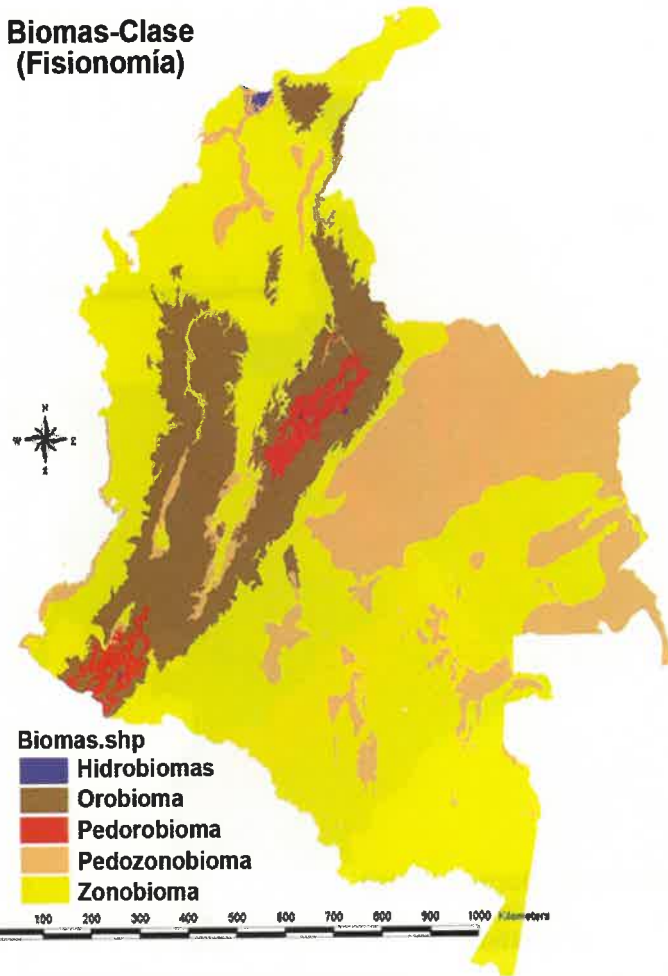 Biomas-Clase
(Fisionomía)
N
W E
S
Biomas.shp
Hidrobiomas
Orobioma
Pedorobioma
Pedozonobioma
Zonobioma
100 200 300 400 500 600 700 800 900 1000 Kilometers